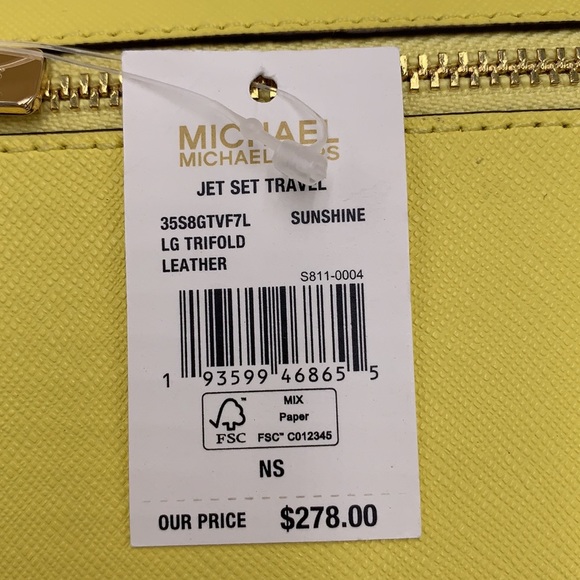 MICHAEL
MICHAEL KORS
JET SET TRAVEL
35S8GTVF7L SUNSHINE
LG TRIFOLD
LEATHER
S811-0004
1 93599 46865 5
FSC™
MIX
Paper
FSC™ C012345
NS
OUR PRICE $278.00